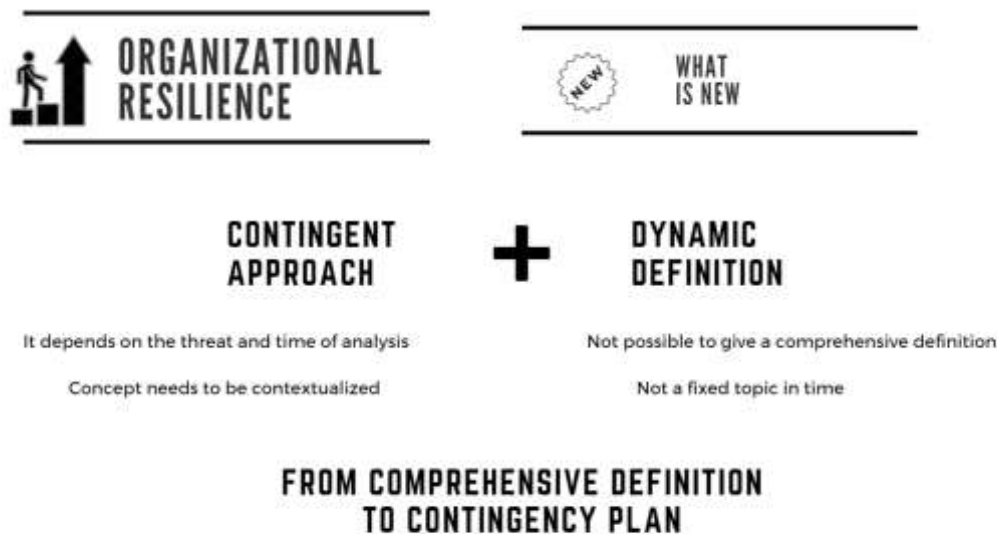 ORGANIZATIONAL
RESILIENCE
NEW
WHAT
IS NEW
CONTINGENT
APPROACH
+
DYNAMIC
DEFINITION
It depends on the threat and time of analysis
Concept needs to be contextualized
Not possible to give a comprehensive definition
Not a fixed topic in time
FROM COMPREHENSIVE DEFINITION
TO CONTINGENCY PLAN